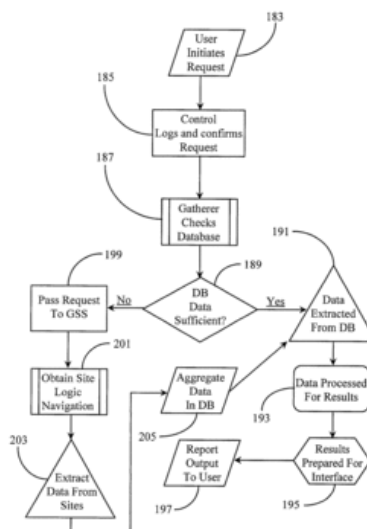 183
User
Initiates
Request
185
Control
Logs and confirms
Request
187
Gatherer
Checks
Database
189
DB
Data
Sufficient?
No
Yes
191
Data
Extracted
From DB
199
Pass Request
To GSS
201
Obtain Site
Logic
Navigation
203
Extract
Data From
Sites
Aggregate
Data
In DB
205
Data Processed
For Results
193
Results
Prepared For
Interface
195
Report
Output
To User
197